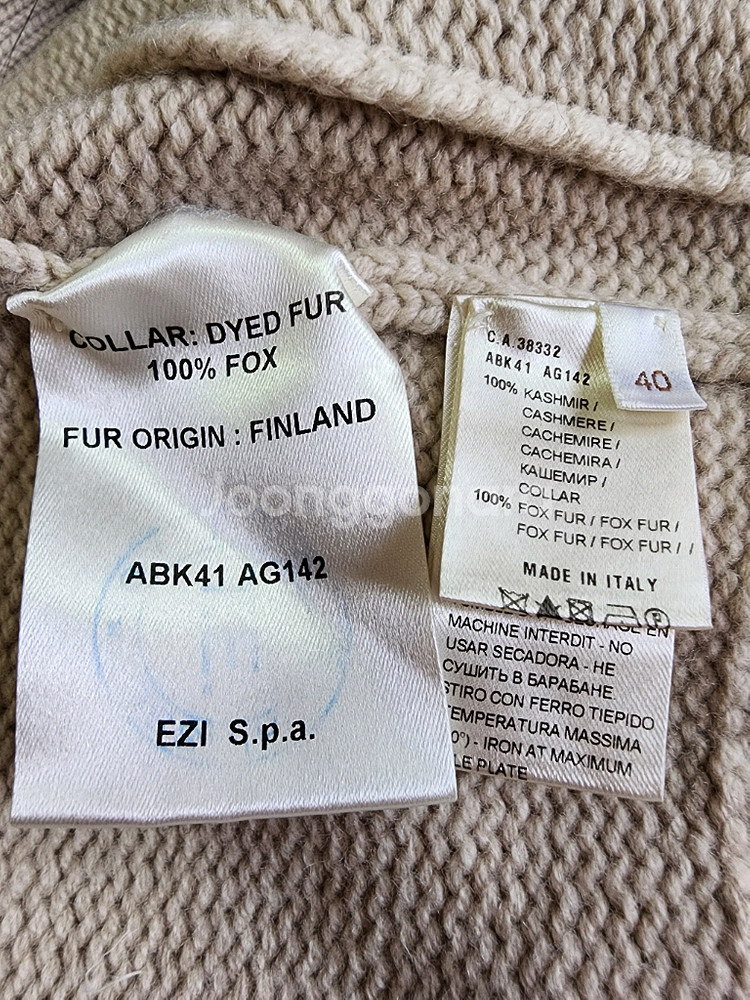 COLLAR: DYED FUR
100% FOX
FUR ORIGIN : FINLAND
ABK41 AG142
EZI S.p.a.
C.A.38332
ABK41 AG142
40
100% KASHMIR /
CASHMERE /
CACHEMIRE /
CACHEMIRA /
КАШЕМИР /
COLLAR
100% FOX FUR / FOX FUR /
FOX FUR / FOX FUR / /
MADE IN ITALY
EN
MACHINE INTERDIT - NO
USAR SECADORA - НЕ
СУШИТЬ В БАРАБАНЕ
STIRO CON FERRO TIEPIDO
TEMPERATURA MASSIMA
0°) - IRON AT MAXIMUM
PLATE